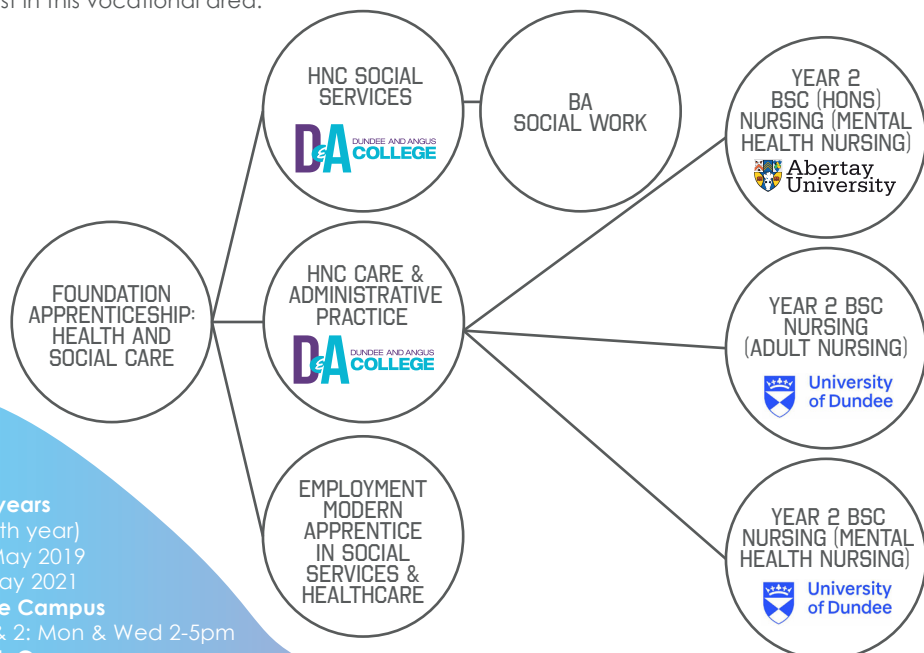 st in this vocational area.
HNC SOCIAL
SERVICES
D&A DUNDEE AND ANGUS
COLLEGE
BA
SOCIAL WORK
YEAR 2
BSC (HONS)
NURSING (MENTAL
HEALTH NURSING)
Abertay
University
FOUNDATION
APPRENTICESHIP:
HEALTH AND
SOCIAL CARE
HNC CARE &
ADMINISTRATIVE
PRACTICE
D&A DUNDEE AND ANGUS
COLLEGE
YEAR 2 BSC
NURSING
(ADULT NURSING)
University
of Dundee
EMPLOYMENT
MODERN
APPRENTICE
IN SOCIAL
SERVICES &
HEALTHCARE
YEAR 2 BSC
NURSING (MENTAL
HEALTH NURSING)
University
of Dundee
years
th year)
May 2019
ay 2021
e Campus
& 2: Mon & Wed 2-5pm